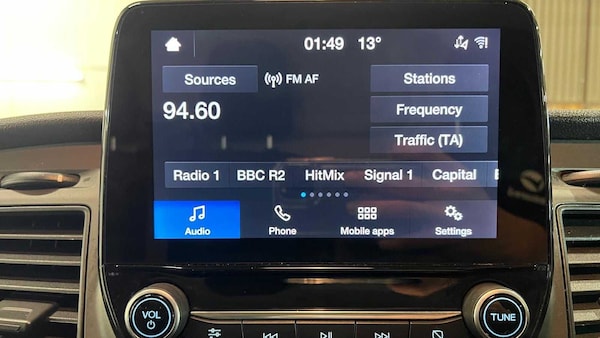 01:49 13°
Sources FM AF Stations
94.60 Frequency
Traffic (TA)
Radio 1 BBC R2 HitMix Signal 1 Capital
Audio Phone Mobile apps Settings
VOL TUNE